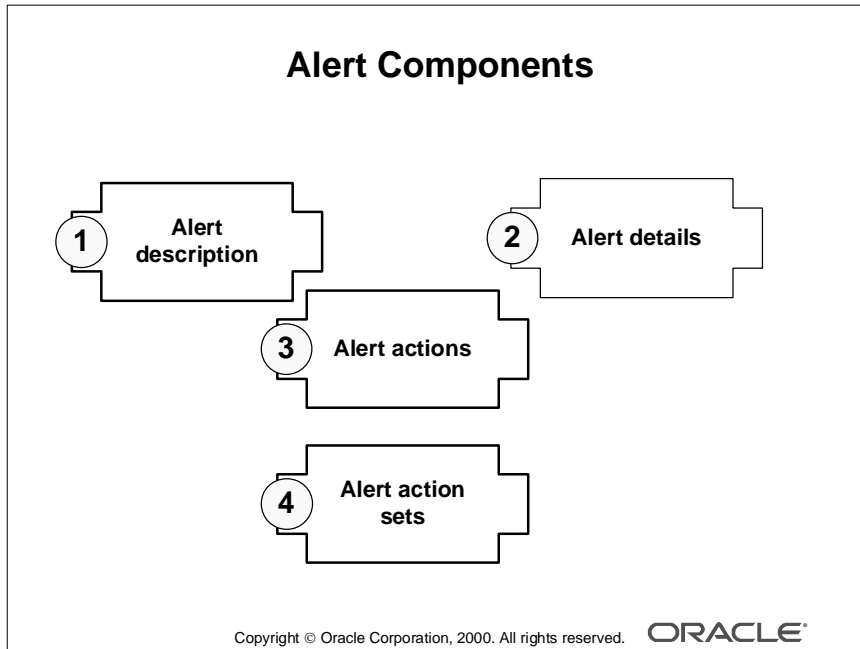 Alert Components
1
Alert
description
2
Alert details
3
Alert actions
4
Alert action
sets
Copyright © Oracle Corporation, 2000. All rights reserved.
ORACLE®